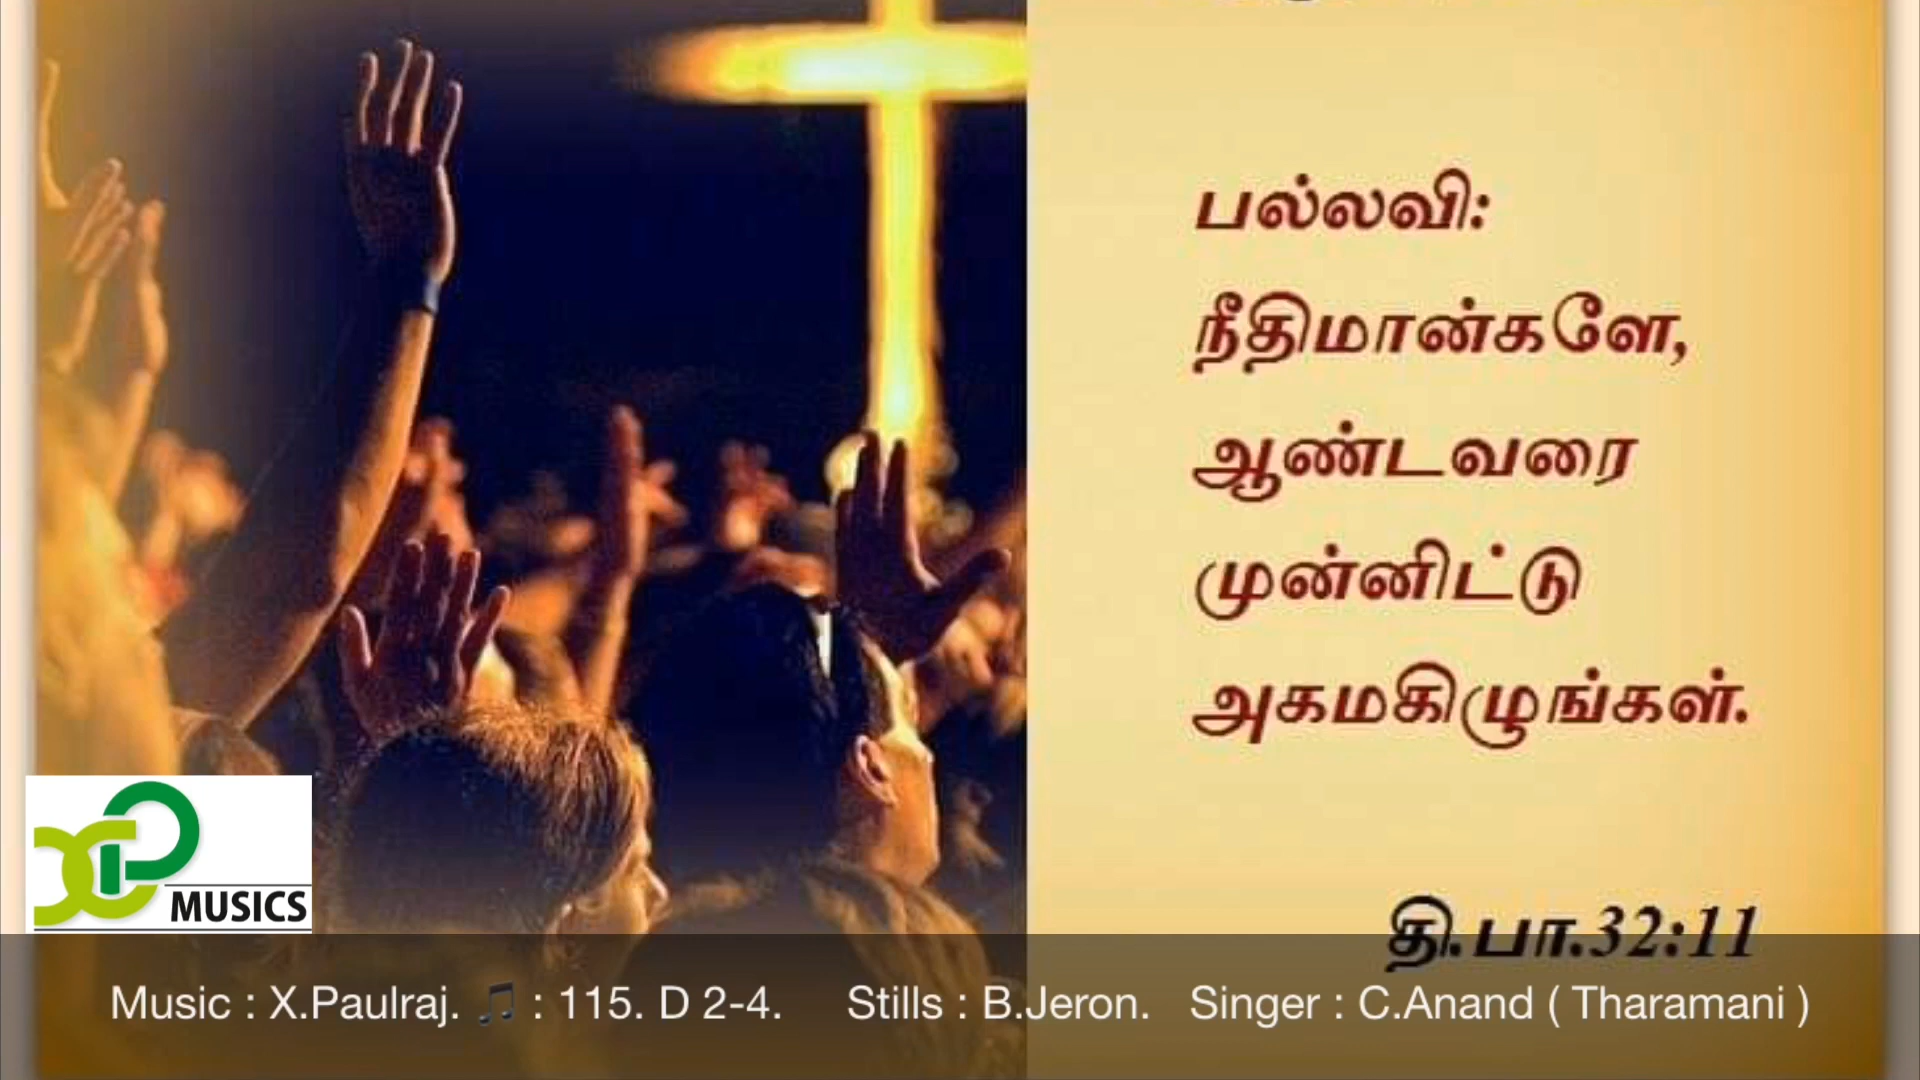 பல்லவி:
நீதிமான்களே,
ஆண்டவரை
முன்னிட்டு
அகமகிழுங்கள்.
தி.பா.32:11
MUSICS
Music : X.Paulraj. 🎵 : 115. D 2-4. Stills : B.Jeron. Singer : C.Anand ( Tharamani )